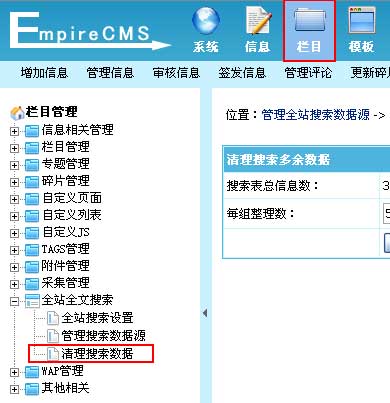 EmpireCMS
系统 信息 栏目 模板
增加信息 管理信息 审核信息 签发信息 管理评论 更新碎
栏目管理
信息相关管理
栏目管理
专题管理
碎片管理
自定义页面
自定义列表
自定义JS
TAGS管理
附件管理
采集管理
全站全文搜索
全站搜索设置
管理搜索数据源
清理搜索数据
WAP管理
其他相关
位置：管理全站搜索数据源 ->
清理搜索多余数据
搜索表总信息数： 3
每组整理数： 5